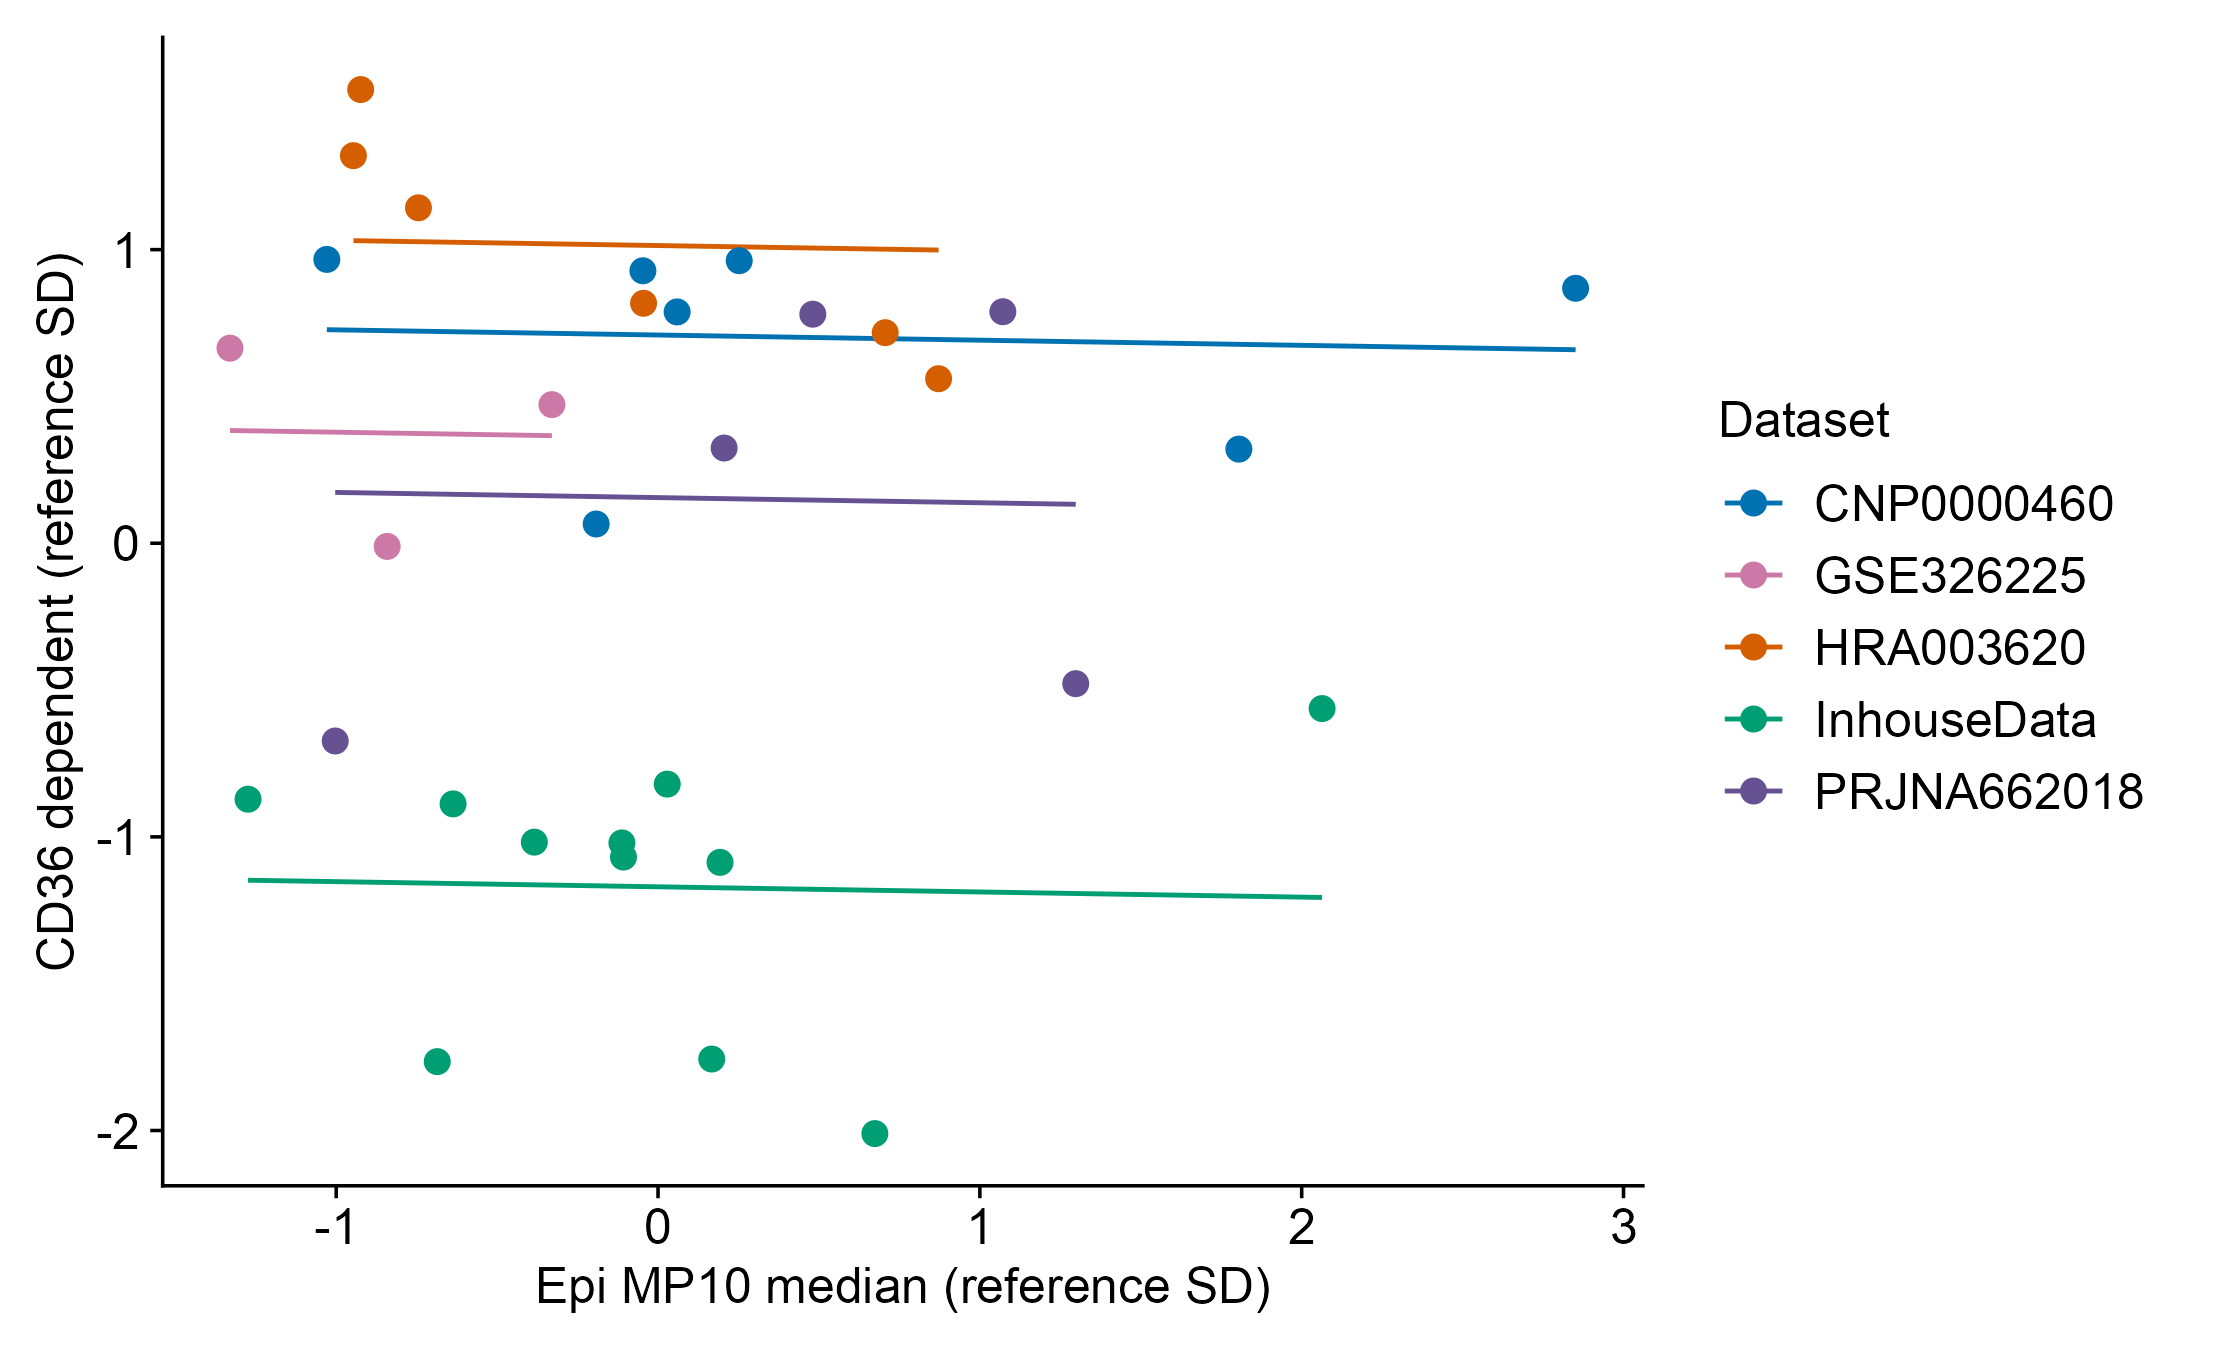 CD36 dependent (reference SD)
1
0
-1
-2
-1
0
1
2
3
Epi MP10 median (reference SD)
Dataset
CNP0000460
GSE326225
HRA003620
InhouseData
PRJNA662018